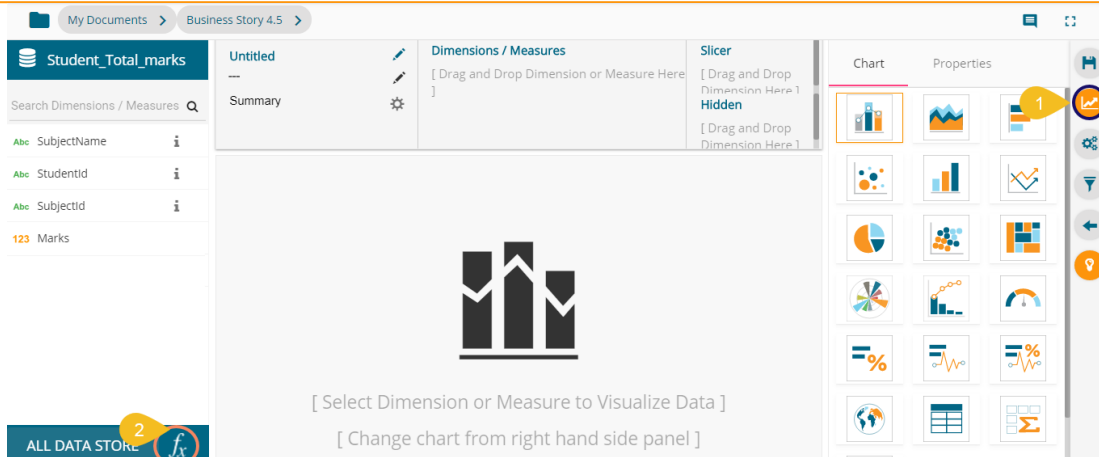 My Documents
Business Story 4.5
Student_Total_marks
Search Dimensions / Measures
Abc SubjectName
Abc StudentId
Abc SubjectId
123 Marks
ALL DATA STORE
2
fx
Untitled
---
Summary
Dimensions / Measures
[ Drag and Drop Dimension or Measure Here
]
Slicer
[ Drag and Drop
Dimension Here ]
Hidden
[ Drag and Drop
Dimension Here ]
[ Select Dimension or Measure to Visualize Data ]
[ Change chart from right hand side panel ]
Chart
Properties
1
%
%
Σ